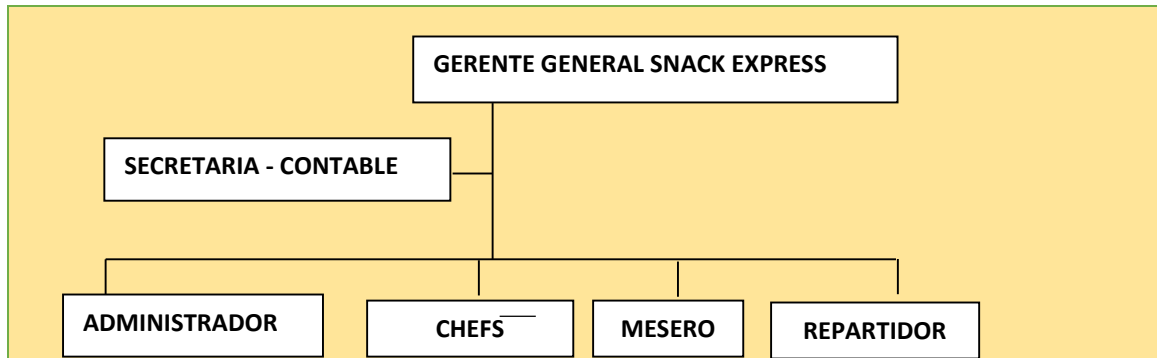 GERENTE GENERAL SNACK EXPRESS
SECRETARIA - CONTABLE
ADMINISTRADOR
CHEFS
MESERO
REPARTIDOR